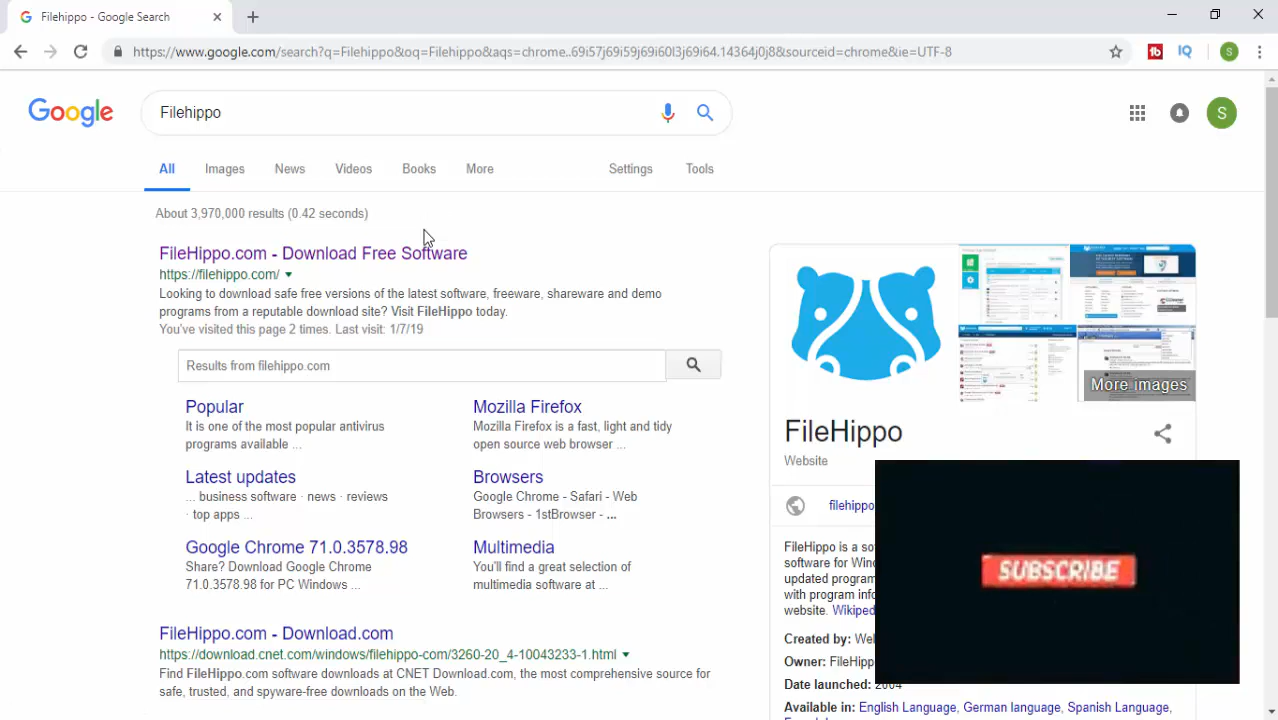 Filehippo - Google Search
https://www.google.com/search?q=Filehippo&oq=Filehippo&aqs=chrome..69i57j69i59j69i60l3j69i64.14364j0j8&sourceid=chrome&ie=UTF-8
S
Google
Filehippo
S
All Images News Videos Books More Settings Tools
About 3,970,000 results (0.42 seconds)
FileHippo.com - Download Free Software
https://filehippo.com/
Looking to download safe free versions of the latest software, freeware, shareware and demo
programs from a reputable download site? Visit FileHippo today.
You've visited this page 2 times. Last visit: 1/7/19
Results from filehippo.com
Popular
It is one of the most popular antivirus
programs available ...
Mozilla Firefox
Mozilla Firefox is a fast, light and tidy
open source web browser ...
Latest updates
... business software · news · reviews
· top apps ...
Browsers
Google Chrome - Safari - Web
Browsers - 1stBrowser - ...
Google Chrome 71.0.3578.98
Share? Download Google Chrome
71.0.3578.98 for PC Windows ...
Multimedia
You'll find a great selection of
multimedia software at ...
FileHippo.com - Download.com
https://download.cnet.com/windows/filehippo-com/3260-20_4-10043233-1.html
Find FileHippo.com software downloads at CNET Download.com, the most comprehensive source for
safe, trusted, and spyware-free downloads on the Web.
More images
FileHippo
Website
filehippo
FileHippo is a so
software for Win
updated program
with program info
website. Wikiped
Created by: Wel
Owner: FileHipp
Date launched: 2004
Available in: English Language, German language, Spanish Language,
SUBSCRIBE